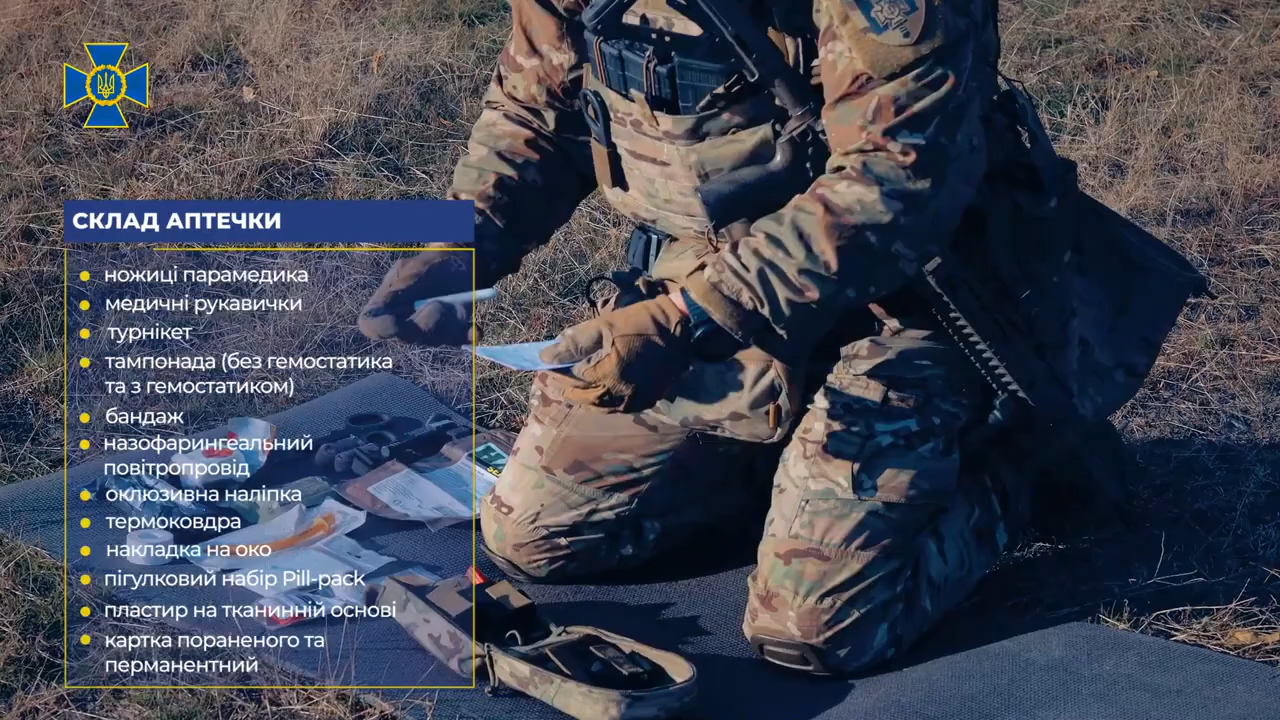 СКЛАД АПТЕЧКИ
ножиці парамедика
медичні рукавички
турнікет
тампонада (без гемостатика
та з гемостатиком)
бандаж
назофарингеальний
повітропровід
оклюзивна наліпка
термоковдра
накладка на око
пігулковий набір Pill-pack
пластир на тканинній основі
картка пораненого та
перманентний